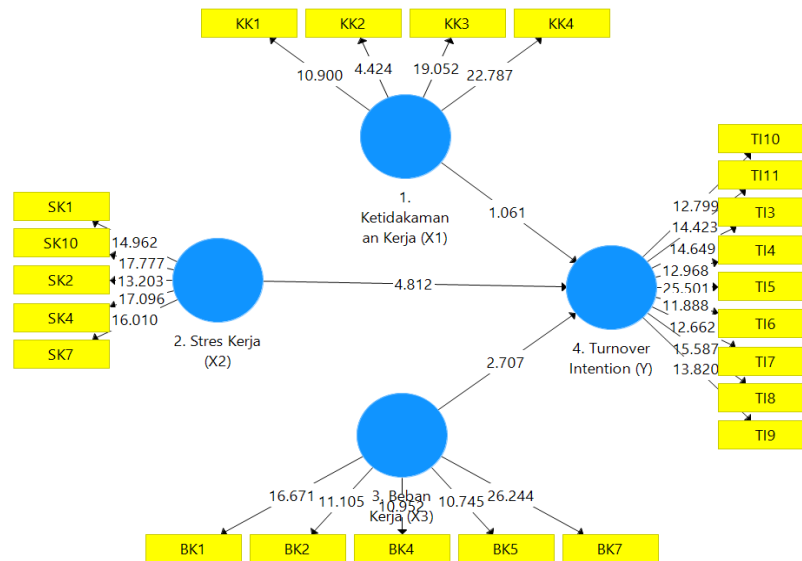 KK1 KK2 KK3 KK4
10.900 4.424 19.052 22.787
1.
Ketidakaman
an Kerja (X1)
1.061
SK1
SK10
SK2
SK4
SK7
14.962
17.777
13.203
17.096
16.010
2. Stres Kerja
(X2)
4.812
TI10
TI11
TI3
TI4
TI5
TI6
TI7
TI8
TI9
12.799
14.423
14.649
12.968
25.501
11.888
12.662
15.587
13.820
4. Turnover
Intention (Y)
2.707
3. Beban
Kerja (X3)
16.671 11.105 10.952 10.745 26.244
BK1 BK2 BK4 BK5 BK7